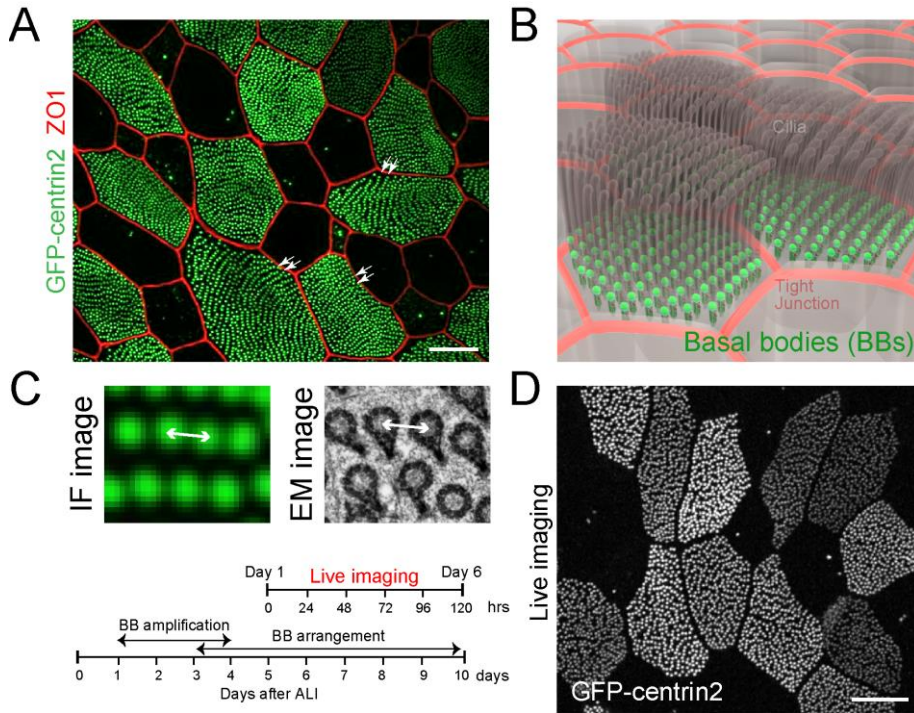 A
GFP-centrin2 ZO1
B
Cilia
Tight
Junction
Basal bodies (BBs)
C
IF image
EM image
Day 1 Live imaging Day 6
0 24 48 72 96 120 hrs
BB amplification
BB arrangement
0 1 2 3 4 5 6 7 8 9 10 days
Days after ALI
D
Live imaging
GFP-centrin2